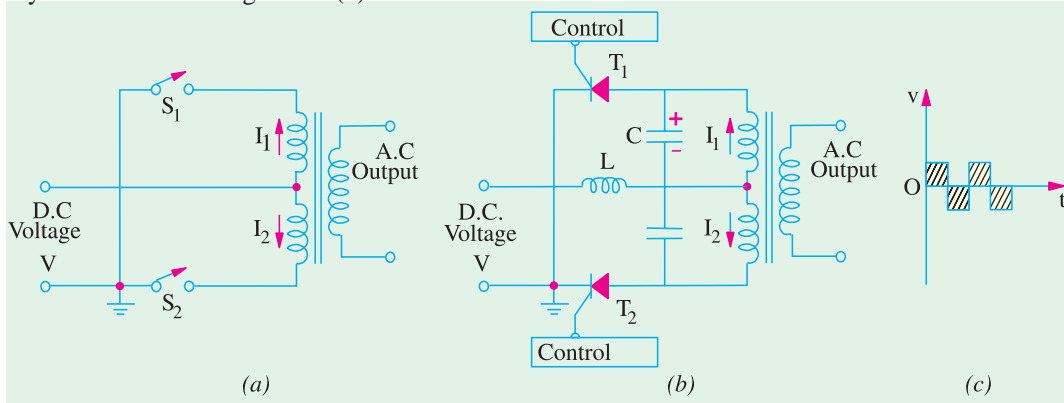 Control
T1
S1
I1
A.C
Output
D.C
Voltage
I2
V
S2
(a)
C
+
-
L
I1
A.C
Output
D.C.
Voltage
I2
V
T2
Control
(b)
v
O
t
(c)